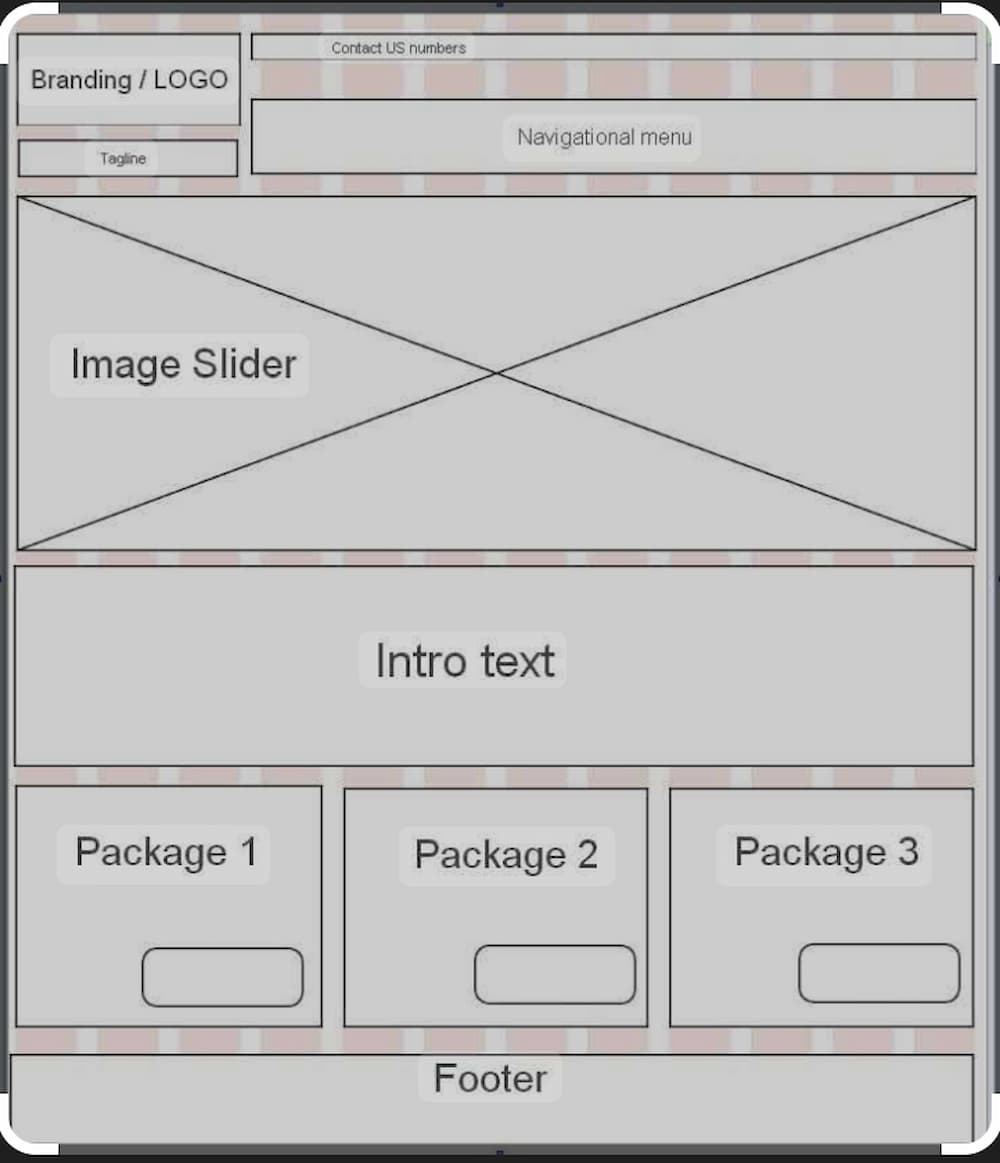 Contact US numbers
Branding / LOGO
Navigational menu
Tagline
Image Slider
Intro text
Package 1
Package 2
Package 3
Footer